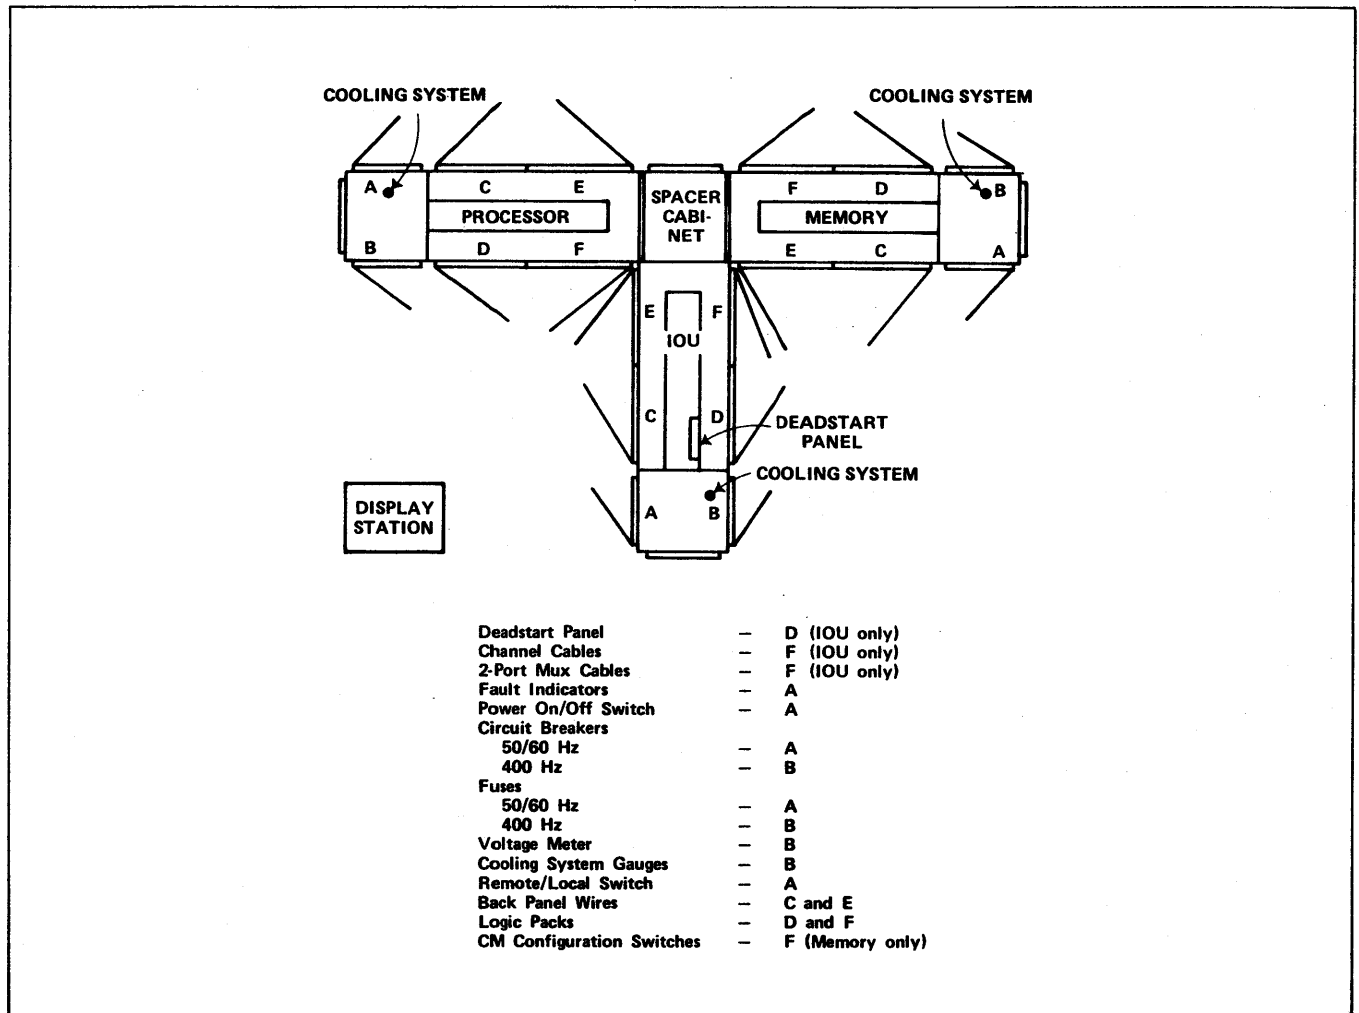 COOLING SYSTEM
COOLING SYSTEM
A C E
SPACER
CABI-
NET
F D B
PROCESSOR
MEMORY
B D F
E C A
E F
IOU
C D
DEADSTART
PANEL
COOLING SYSTEM
A B
DISPLAY
STATION
Deadstart Panel – D (IOU only)
Channel Cables – F (IOU only)
2-Port Mux Cables – F (IOU only)
Fault Indicators – A
Power On/Off Switch – A
Circuit Breakers
50/60 Hz – A
400 Hz – B
Fuses
50/60 Hz – A
400 Hz – B
Voltage Meter – B
Cooling System Gauges – B
Remote/Local Switch – A
Back Panel Wires – C and E
Logic Packs – D and F
CM Configuration Switches – F (Memory only)